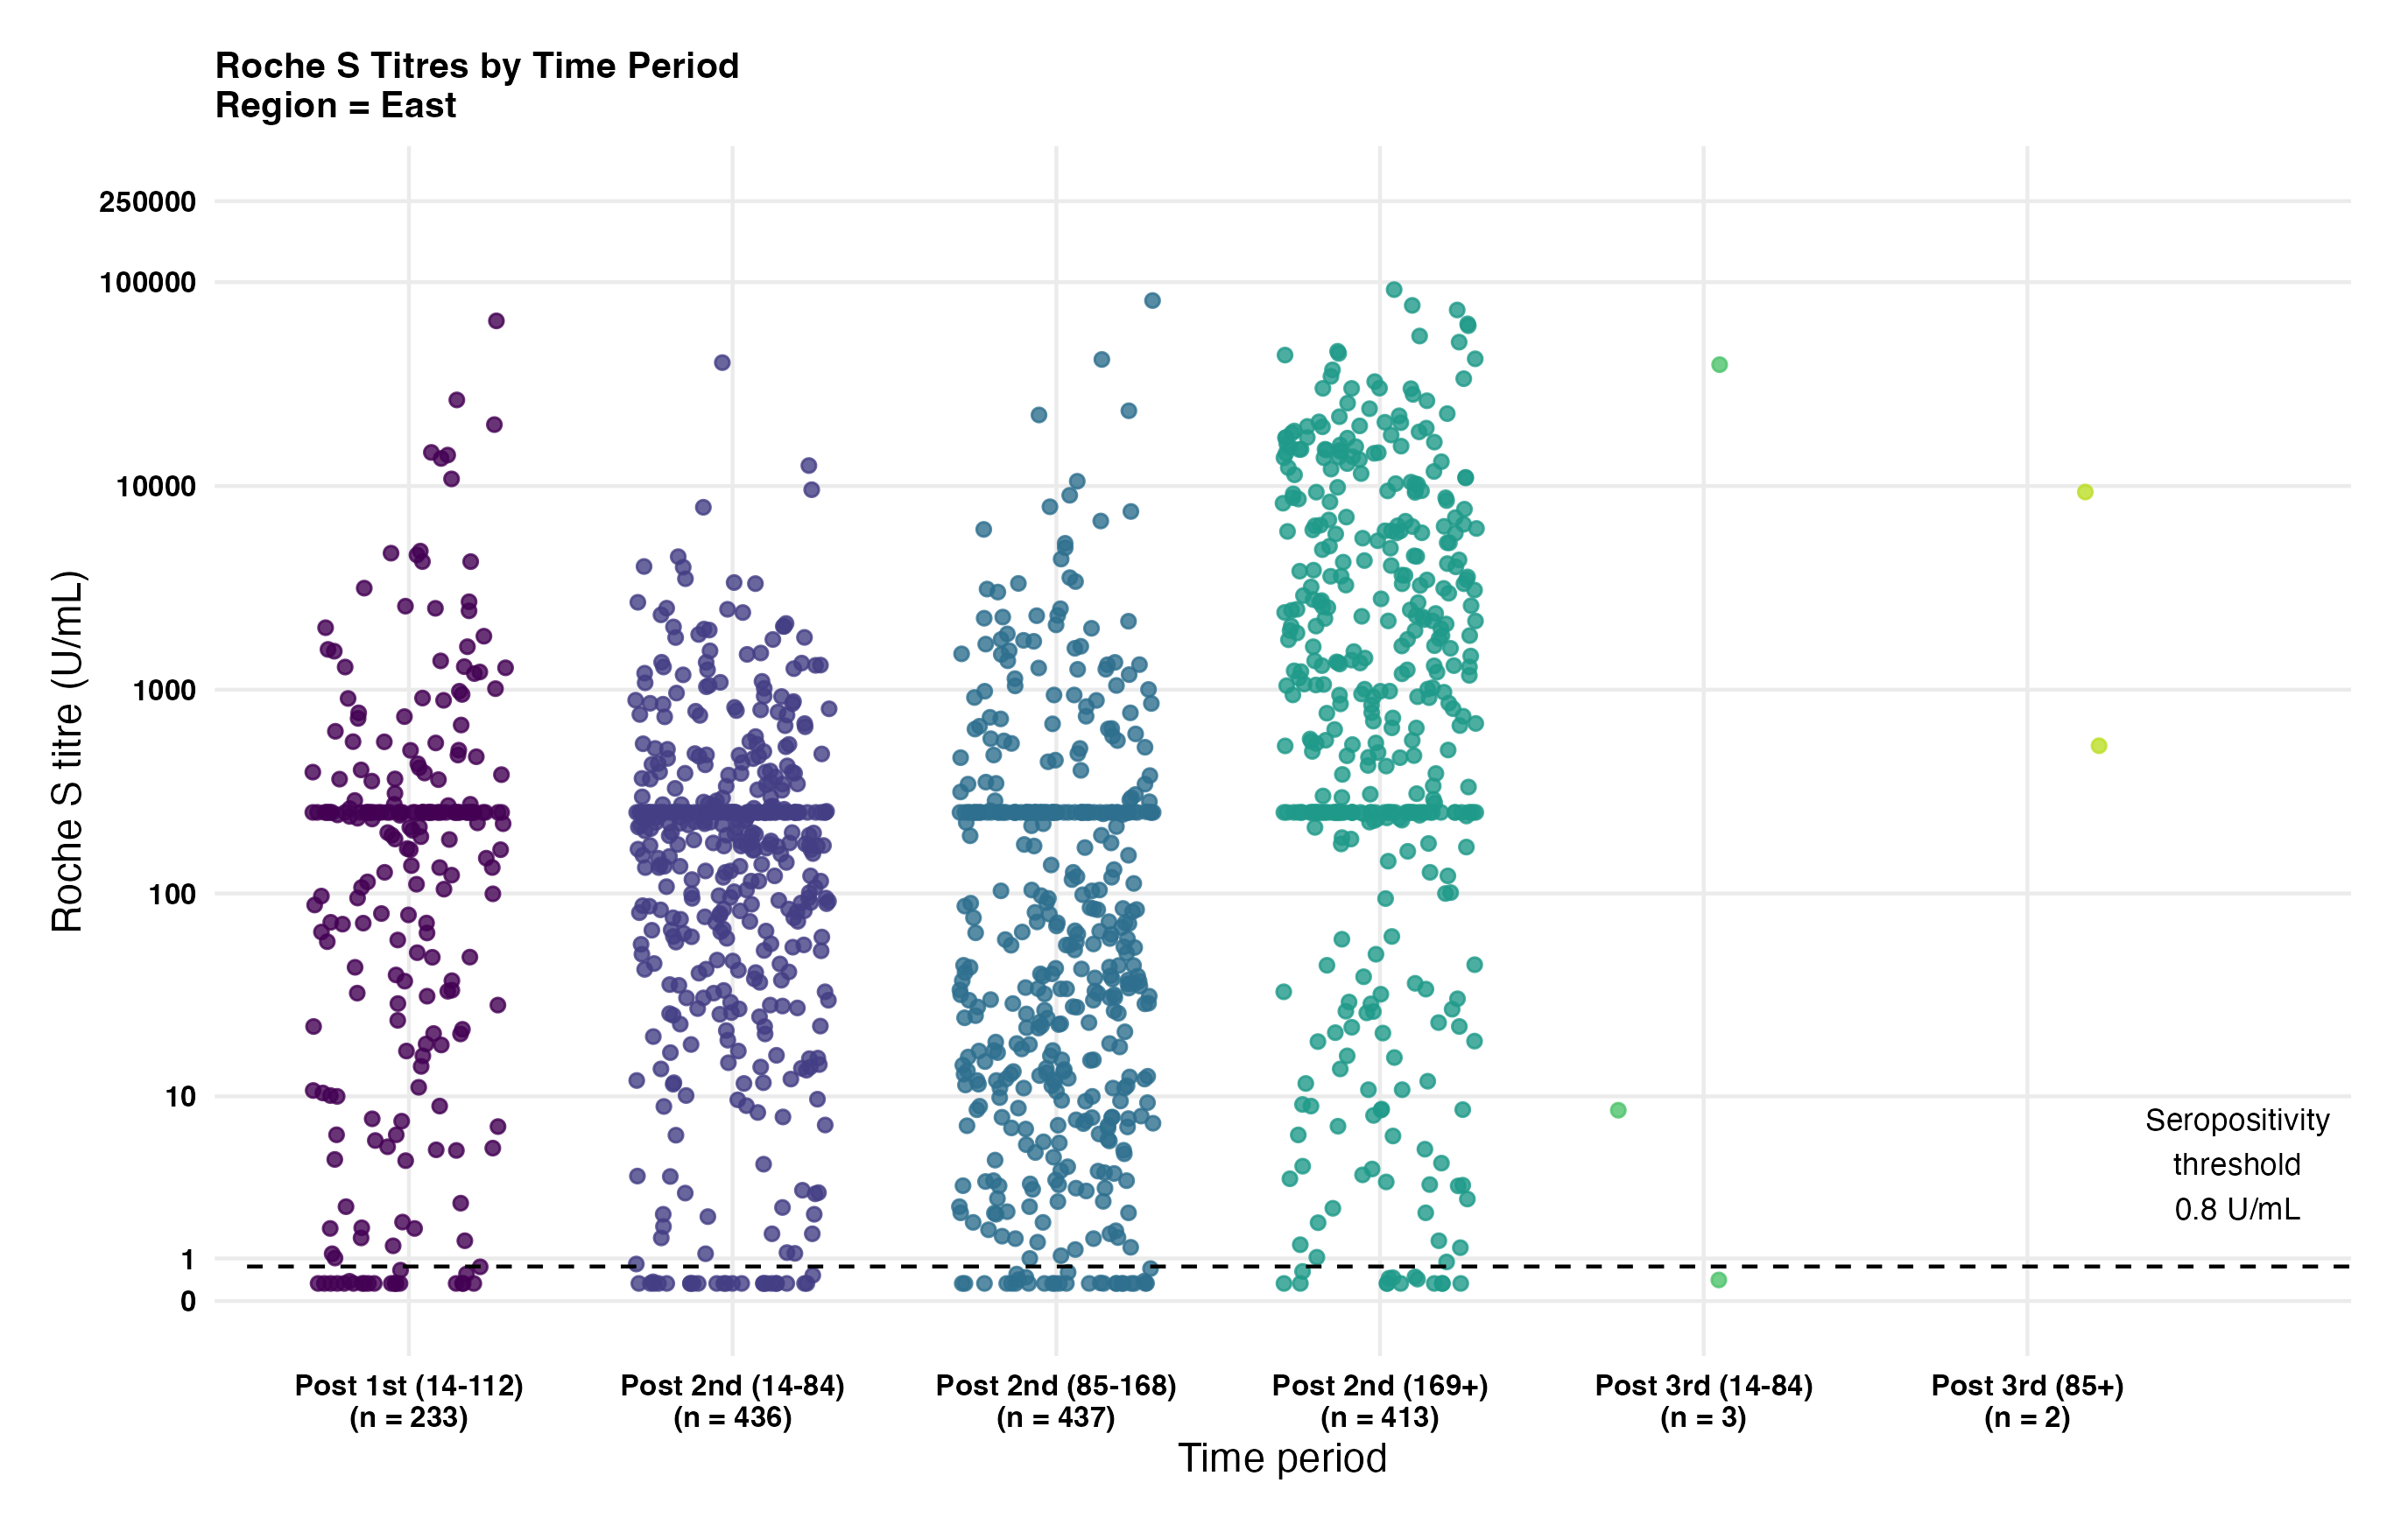 Roche S Titres by Time Period
Region = East
Roche S titre (U/mL)
250000
100000
10000
1000
100
10
1
0
Seropositivity
threshold
0.8 U/mL
Post 1st (14-112)
(n = 233)
Post 2nd (14-84)
(n = 436)
Post 2nd (85-168)
(n = 437)
Post 2nd (169+)
(n = 413)
Post 3rd (14-84)
(n = 3)
Post 3rd (85+)
(n = 2)
Time period